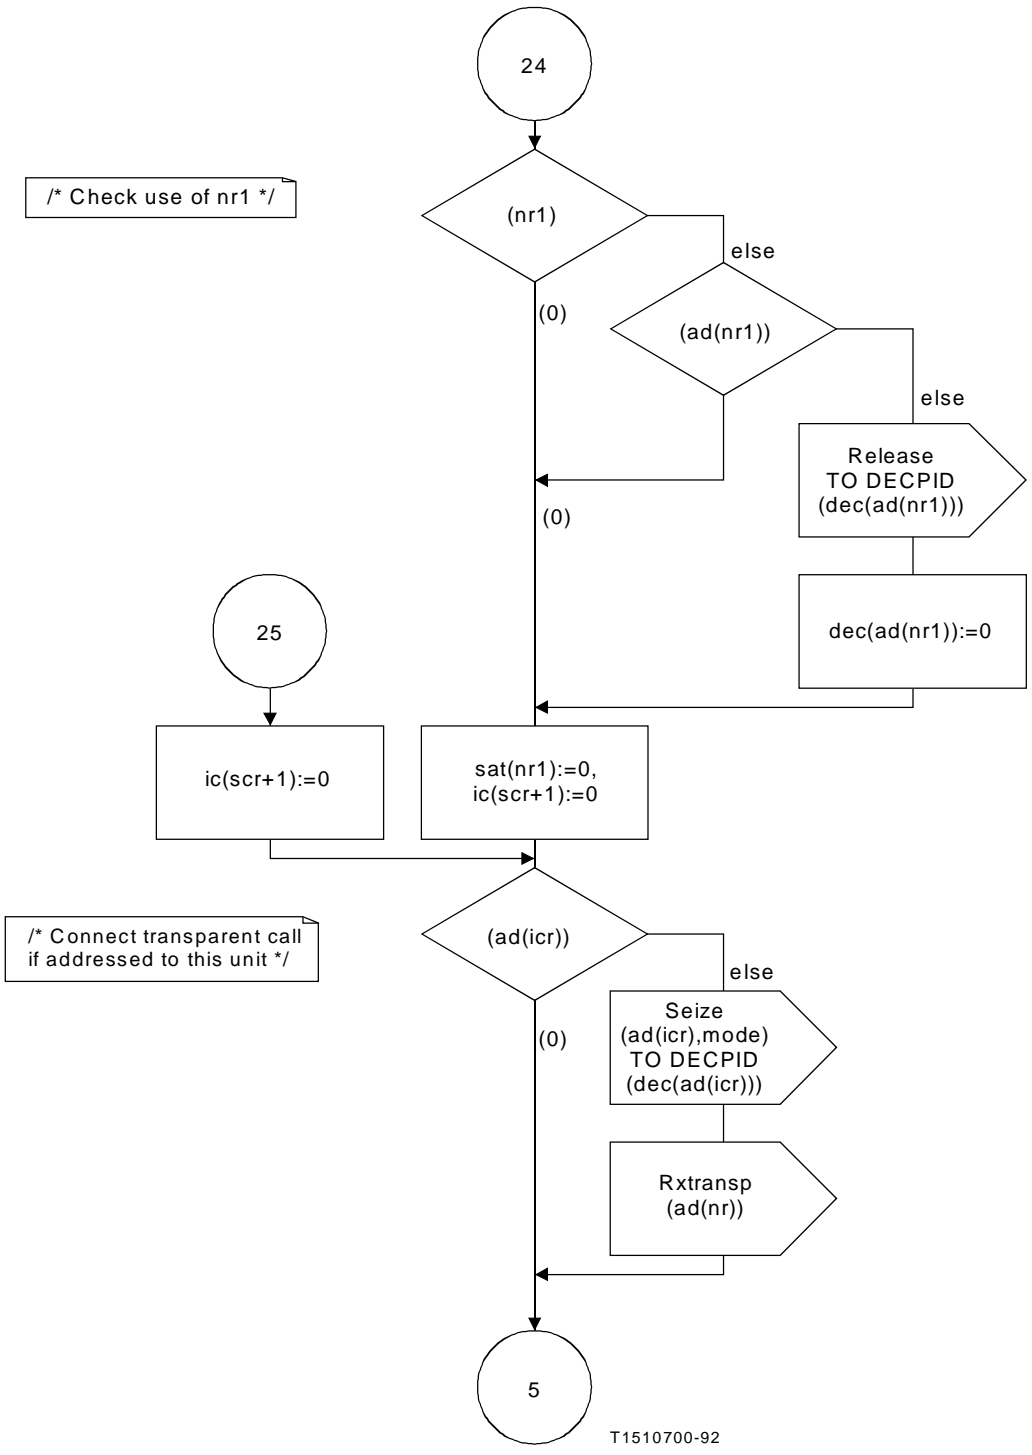 24
/* Check use of nr1 */
(nr1)
else
(0)
(ad(nr1))
else
Release
TO DECPID
(dec(ad(nr1)))
(0)
25
dec(ad(nr1)):=0
ic(scr+1):=0
sat(nr1):=0,
ic(scr+1):=0
/* Connect transparent call
if addressed to this unit */
(ad(icr))
else
(0)
Seize
(ad(icr),mode)
TO DECPID
(dec(ad(icr)))
Rxtransp
(ad(nr))
5
T1510700-92